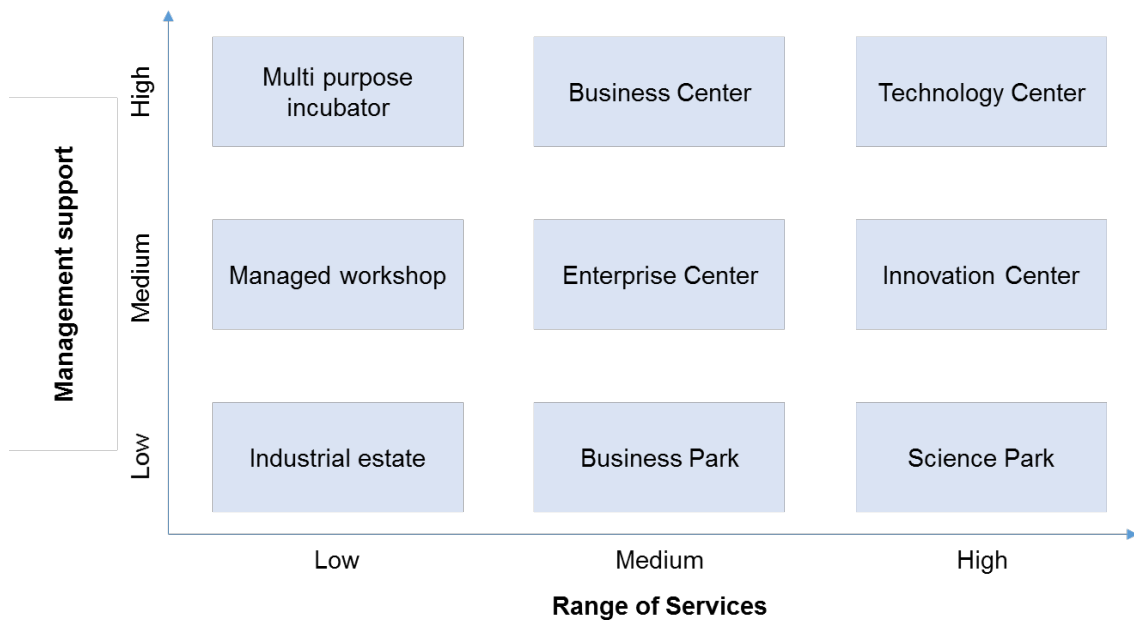 Management support
High
Multi purpose
incubator
Business Center
Technology Center
Medium
Managed workshop
Enterprise Center
Innovation Center
Low
Industrial estate
Business Park
Science Park
Low
Medium
High
Range of Services